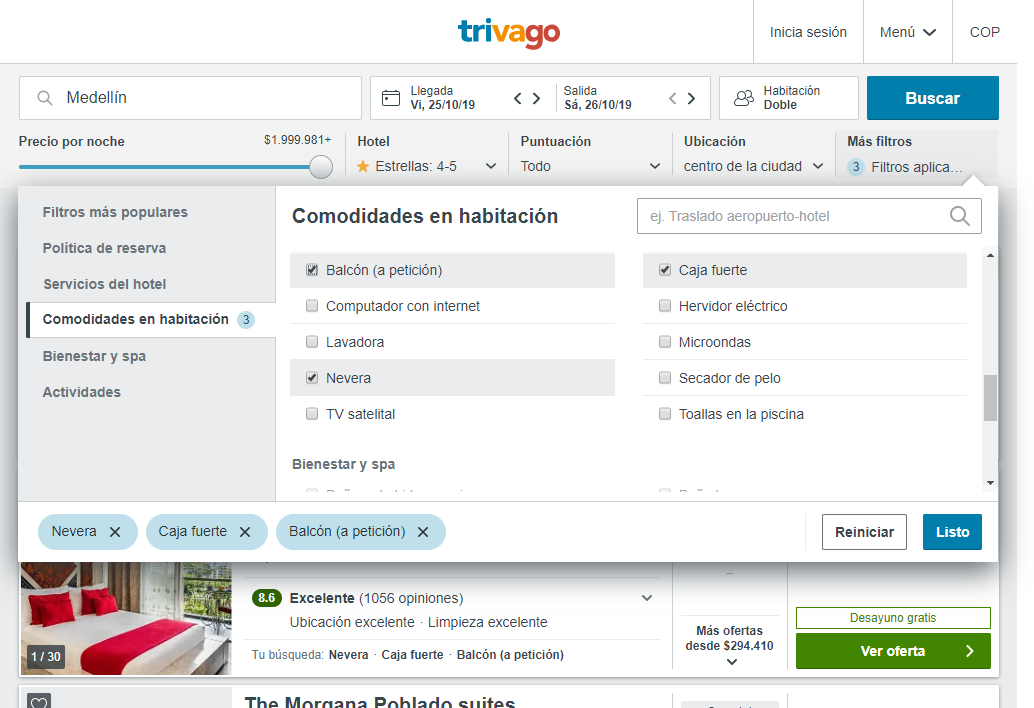 trivago
Inicia sesión
Menú
COP
Medellín
Llegada
Vi, 25/10/19
Salida
Sá, 26/10/19
Habitación
Doble
Buscar
Precio por noche
$1.999.981+
Hotel
Estrellas: 4-5
Puntuación
Todo
Ubicación
centro de la ciudad
Más filtros
3 Filtros aplica...
Filtros más populares
Política de reserva
Servicios del hotel
Comodidades en habitación 3
Bienestar y spa
Actividades
Comodidades en habitación
ej. Traslado aeropuerto-hotel
Balcón (a petición)
Caja fuerte
Computador con internet
Hervidor eléctrico
Lavadora
Microondas
Nevera
Secador de pelo
TV satelital
Toallas en la piscina
Bienestar y spa
Nevera
Caja fuerte
Balcón (a petición)
Reiniciar
Listo
1 / 30
8.6 Excelente (1056 opiniones)
Ubicación excelente · Limpieza excelente
Tu búsqueda: Nevera · Caja fuerte · Balcón (a petición)
Más ofertas
desde $294.410
Desayuno gratis
Ver oferta
The Morgana Poblado suites